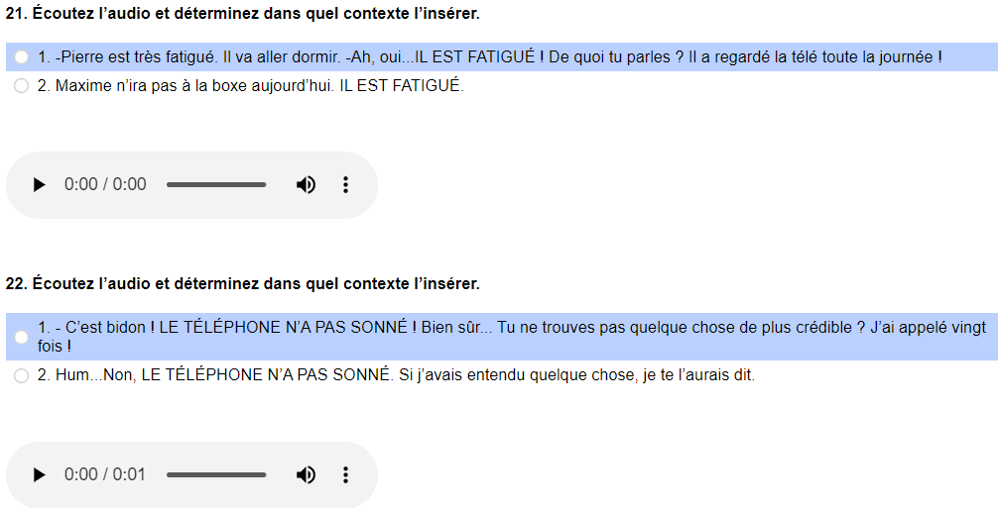 21. Écoutez l’audio et déterminez dans quel contexte l’insérer.
1. -Pierre est très fatigué. Il va aller dormir. -Ah, oui...IL EST FATIGUÉ ! De quoi tu parles ? Il a regardé la télé toute la journée !
2. Maxime n’ira pas à la boxe aujourd’hui. IL EST FATIGUÉ.
0:00 / 0:00
22. Écoutez l’audio et déterminez dans quel contexte l’insérer.
1. - C’est bidon ! LE TÉLÉPHONE N’A PAS SONNÉ ! Bien sûr... Tu ne trouves pas quelque chose de plus crédible ? J’ai appelé vingt
fois !
2. Hum...Non, LE TÉLÉPHONE N’A PAS SONNÉ. Si j’avais entendu quelque chose, je te l’aurais dit.
0:00 / 0:01